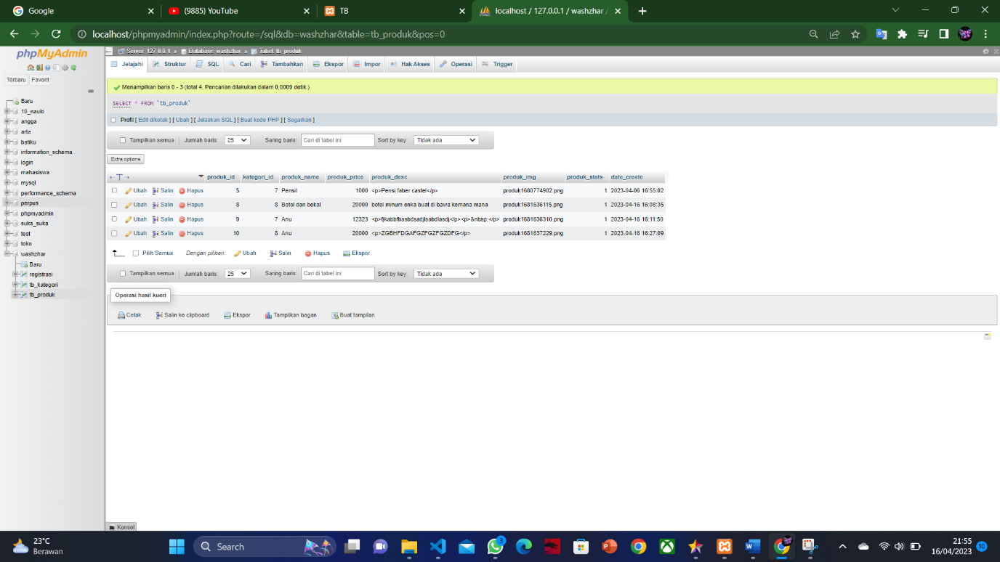 Google
(9885) YouTube
TB
localhost / 127.0.0.1 / washzhar /
localhost/phpmyadmin/index.php?route=/sql&db=washzhar&table=tb_produk&pos=0
phpMyAdmin
Terbaru Favorit
Baru
10_nauki
angga
arta
batiku
information_schema
login
mahasiswa
mysql
performance_schema
perpus
phpmyadmin
suka_suka
test
toko
washzhar
Baru
registrasi
tb_kategori
tb_produk
Server: 127.0.0.1 » Database: washzhar » Tabel: tb_produk
Jelajahi Struktur SQL Cari Tambahkan Ekspor Impor Hak Akses Operasi Trigger
Menampilkan baris 0 - 3 (total 4, Pencarian dilakukan dalam 0,0009 detik.)
SELECT * FROM `tb_produk`
Profil [ Edit dikotak ] [ Ubah ] [ Jelaskan SQL ] [ Buat kode PHP ] [ Segarkan ]
Tampilkan semua Jumlah baris: 25 Saring baris: Cari di tabel ini Sort by key: Tidak ada
Extra options
←T→ produk_id kategori_id produk_name produk_price produk_desc produk_img produk_stats date_create
Ubah Salin Hapus 5 7 Pensil 1000 <p>Pensi faber castel</p> produk1680774902.png 1 2023-04-06 16:55:02
Ubah Salin Hapus 8 8 Botol dan bekal 20000 botol minum enka buat di bawa kemana mana produk1681636115.png 1 2023-04-16 16:08:35
Ubah Salin Hapus 9 7 Anu 12323 <p>fjkabbfbasbdsadjlsabdlasdj</p><p>&nbsp;</p> produk1681636310.png 1 2023-04-16 16:11:50
Ubah Salin Hapus 10 8 Anu 20000 <p>ZGBHFDGAFGZFGZFGZDFG</p> produk1681637229.png 1 2023-04-16 16:27:09
Pilih Semua Dengan pilihan: Ubah Salin Hapus Ekspor
Tampilkan semua Jumlah baris: 25 Saring baris: Cari di tabel ini Sort by key: Tidak ada
Operasi hasil kueri
Cetak Salin ke clipboard Ekspor Tampilkan bagan Buat tampilan
Konsol
23°C
Berawan
Search
3
21:55
16/04/2023
10